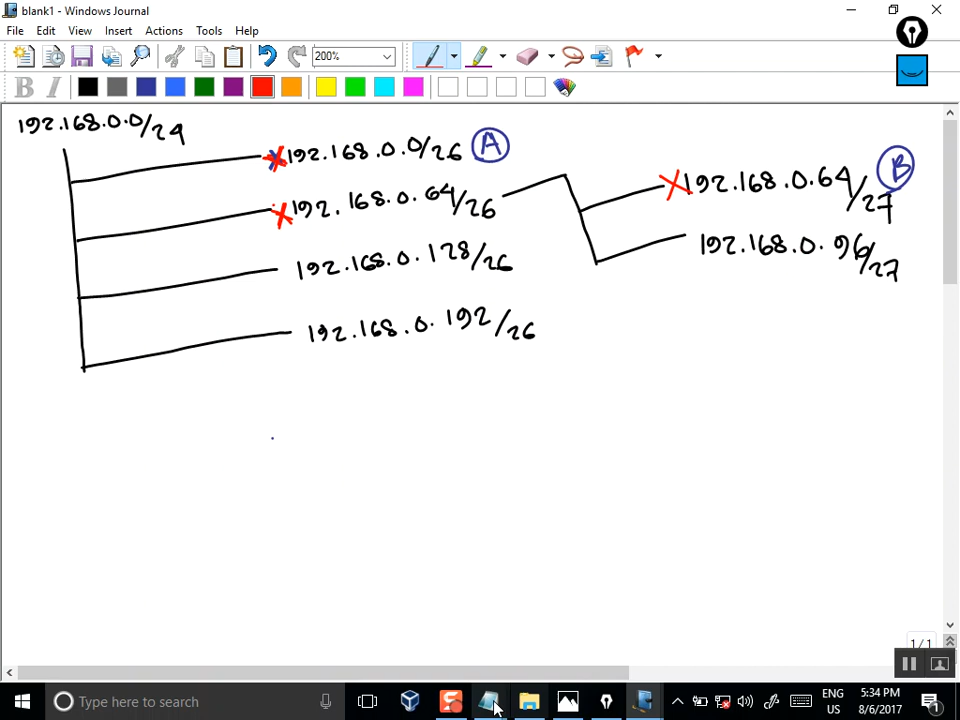 blank1 - Windows Journal
File Edit View Insert Actions Tools Help
200%
B I
192.168.0.0/24
192.168.0.0/26 A
192.168.0.64/26
192.168.0.128/26
192.168.0.192/26
192.168.0.64/27 B
192.168.0.96/27
1/1
Type here to search
ENG
US
5:34 PM
8/6/2017
1